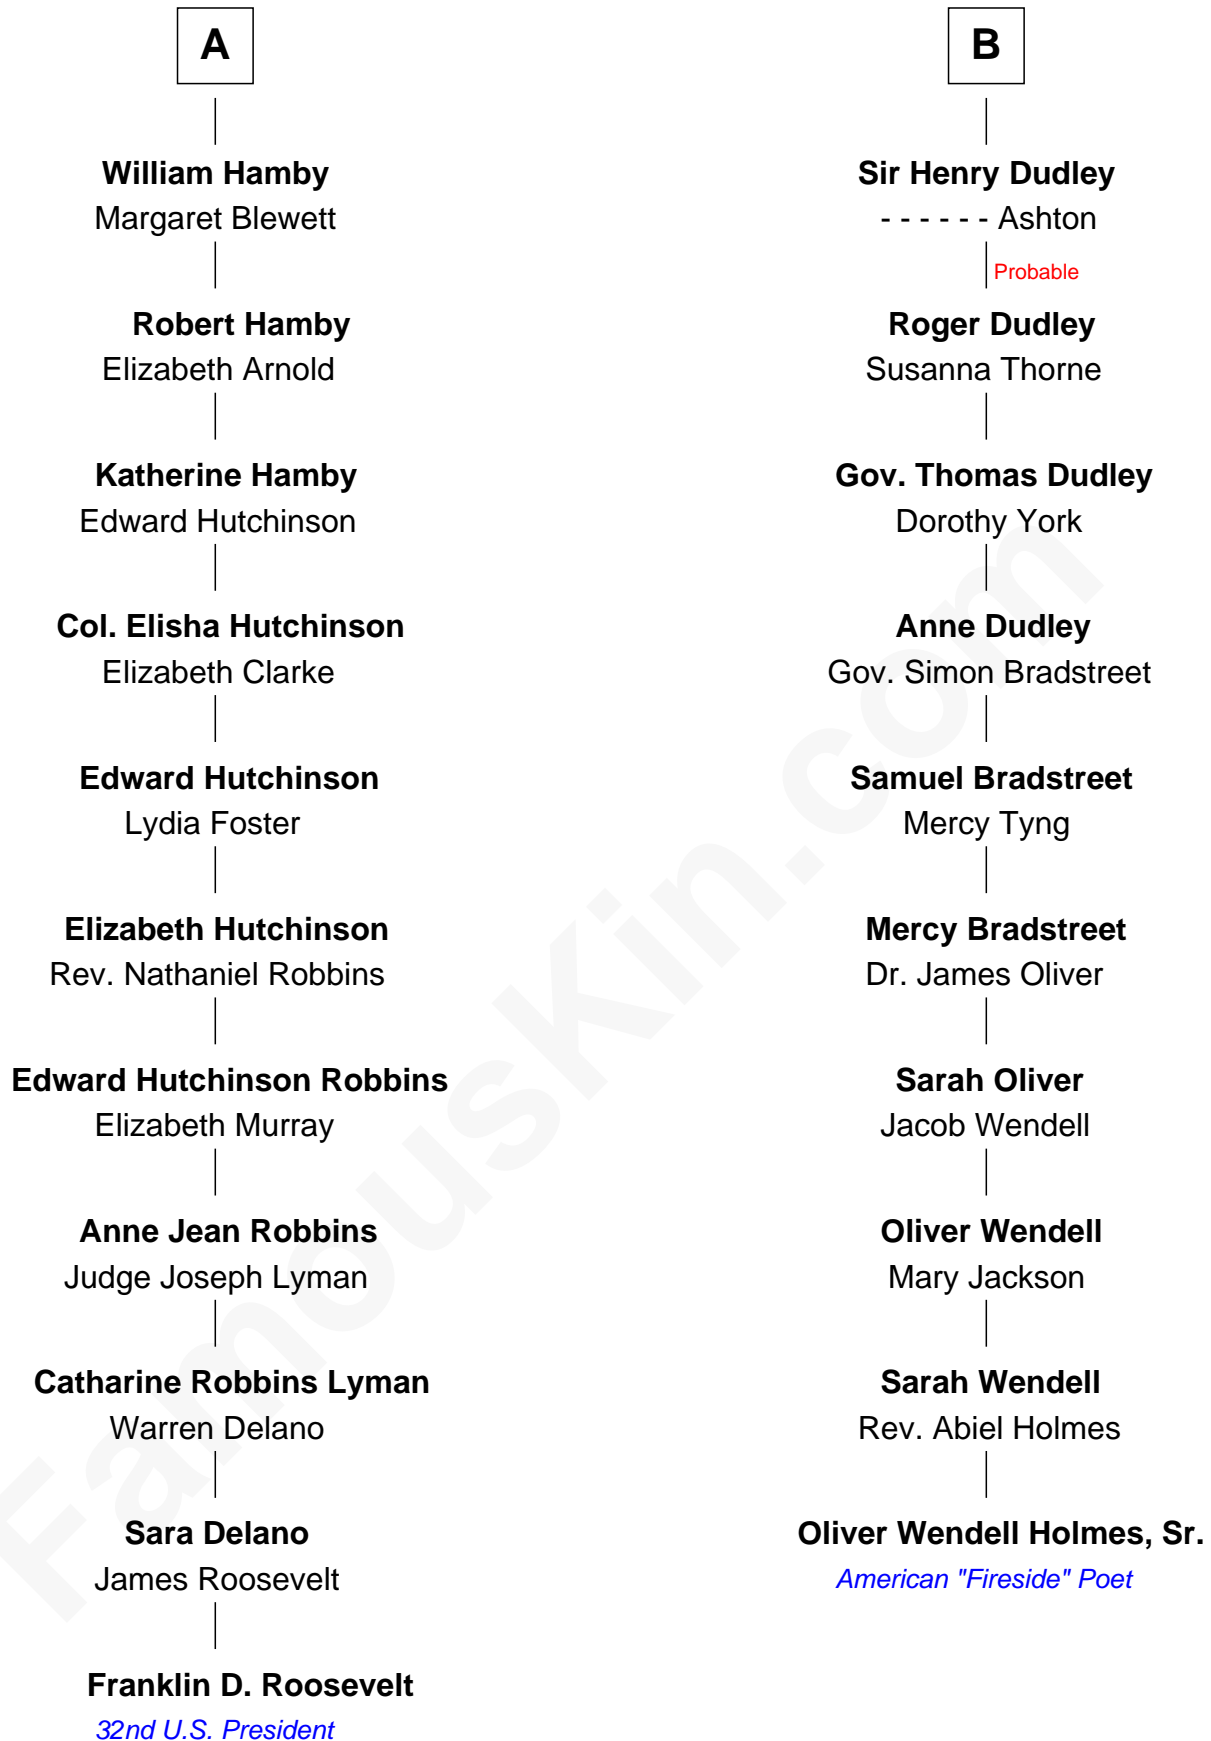 A
William Hamby
Margaret Blewett
Robert Hamby
Elizabeth Arnold
Katherine Hamby
Edward Hutchinson
Col. Elisha Hutchinson
Elizabeth Clarke
Edward Hutchinson
Lydia Foster
Elizabeth Hutchinson
Rev. Nathaniel Robbins
Edward Hutchinson Robbins
Elizabeth Murray
Anne Jean Robbins
Judge Joseph Lyman
Catharine Robbins Lyman
Warren Delano
Sara Delano
James Roosevelt
Franklin D. Roosevelt
32nd U.S. President
B
Sir Henry Dudley
- - - - - - Ashton
Probable
Roger Dudley
Susanna Thorne
Gov. Thomas Dudley
Dorothy York
Anne Dudley
Gov. Simon Bradstreet
Samuel Bradstreet
Mercy Tyng
Mercy Bradstreet
Dr. James Oliver
Sarah Oliver
Jacob Wendell
Oliver Wendell
Mary Jackson
Sarah Wendell
Rev. Abiel Holmes
Oliver Wendell Holmes, Sr.
American "Fireside" Poet
FamousKin.com